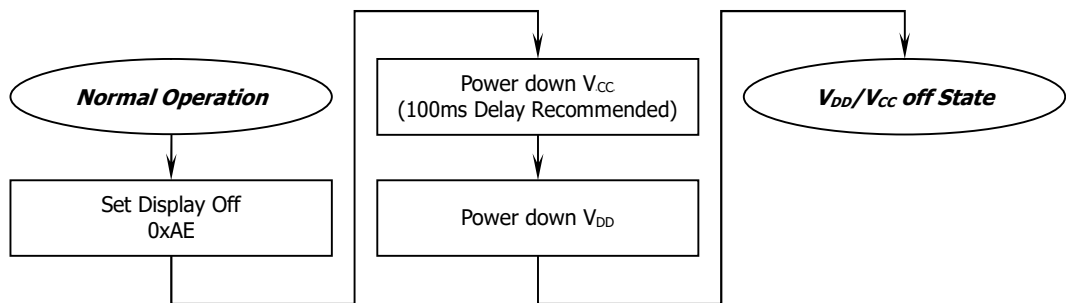 Normal Operation
Set Display Off
0xAE
Power down VCC
(100ms Delay Recommended)
Power down VDD
VDD/VCC off State